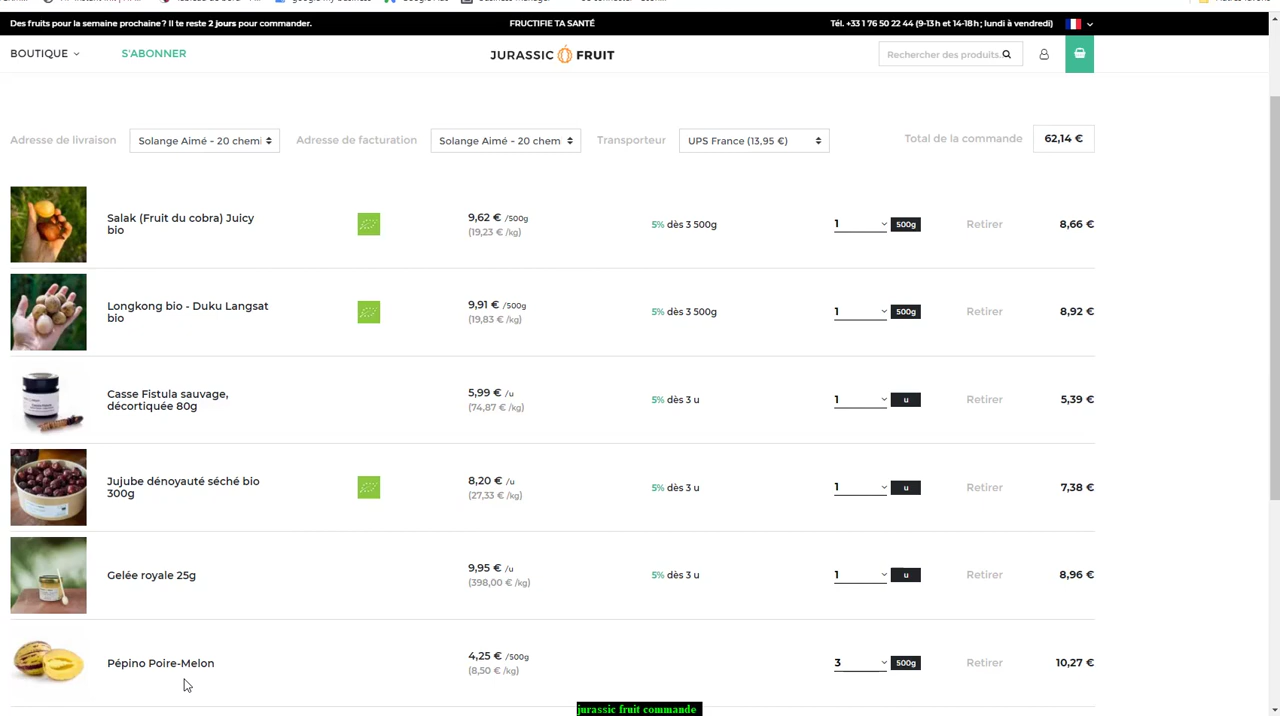 Des fruits pour la semaine prochaine ? Il te reste 2 jours pour commander.
FRUCTIFIE TA SANTÉ
Tél. +33 1 76 50 22 44 (9-13h et 14-18h ; lundi à vendredi)
BOUTIQUE
S'ABONNER
JURASSIC FRUIT
Rechercher des produits.
Adresse de livraison
Solange Aimé - 20 chemi
Adresse de facturation
Solange Aimé - 20 chem
Transporteur
UPS France (13,95 €)
Total de la commande
62,14 €
Salak (Fruit du cobra) Juicy
bio
9,62 € /500g
(19,23 € /kg)
5% dès 3 500g
1
500g
Retirer
8,66 €
Longkong bio - Duku Langsat
bio
9,91 € /500g
(19,83 € /kg)
5% dès 3 500g
1
500g
Retirer
8,92 €
Casse Fistula sauvage,
décortiquée 80g
5,99 € /u
(74,87 € /kg)
5% dès 3 u
1
u
Retirer
5,39 €
Jujube dénoyauté séché bio
300g
8,20 € /u
(27,33 € /kg)
5% dès 3 u
1
u
Retirer
7,38 €
Gelée royale 25g
9,95 € /u
(398,00 € /kg)
5% dès 3 u
1
u
Retirer
8,96 €
Pépino Poire-Melon
4,25 € /500g
(8,50 € /kg)
3
500g
Retirer
10,27 €
jurassic fruit commande